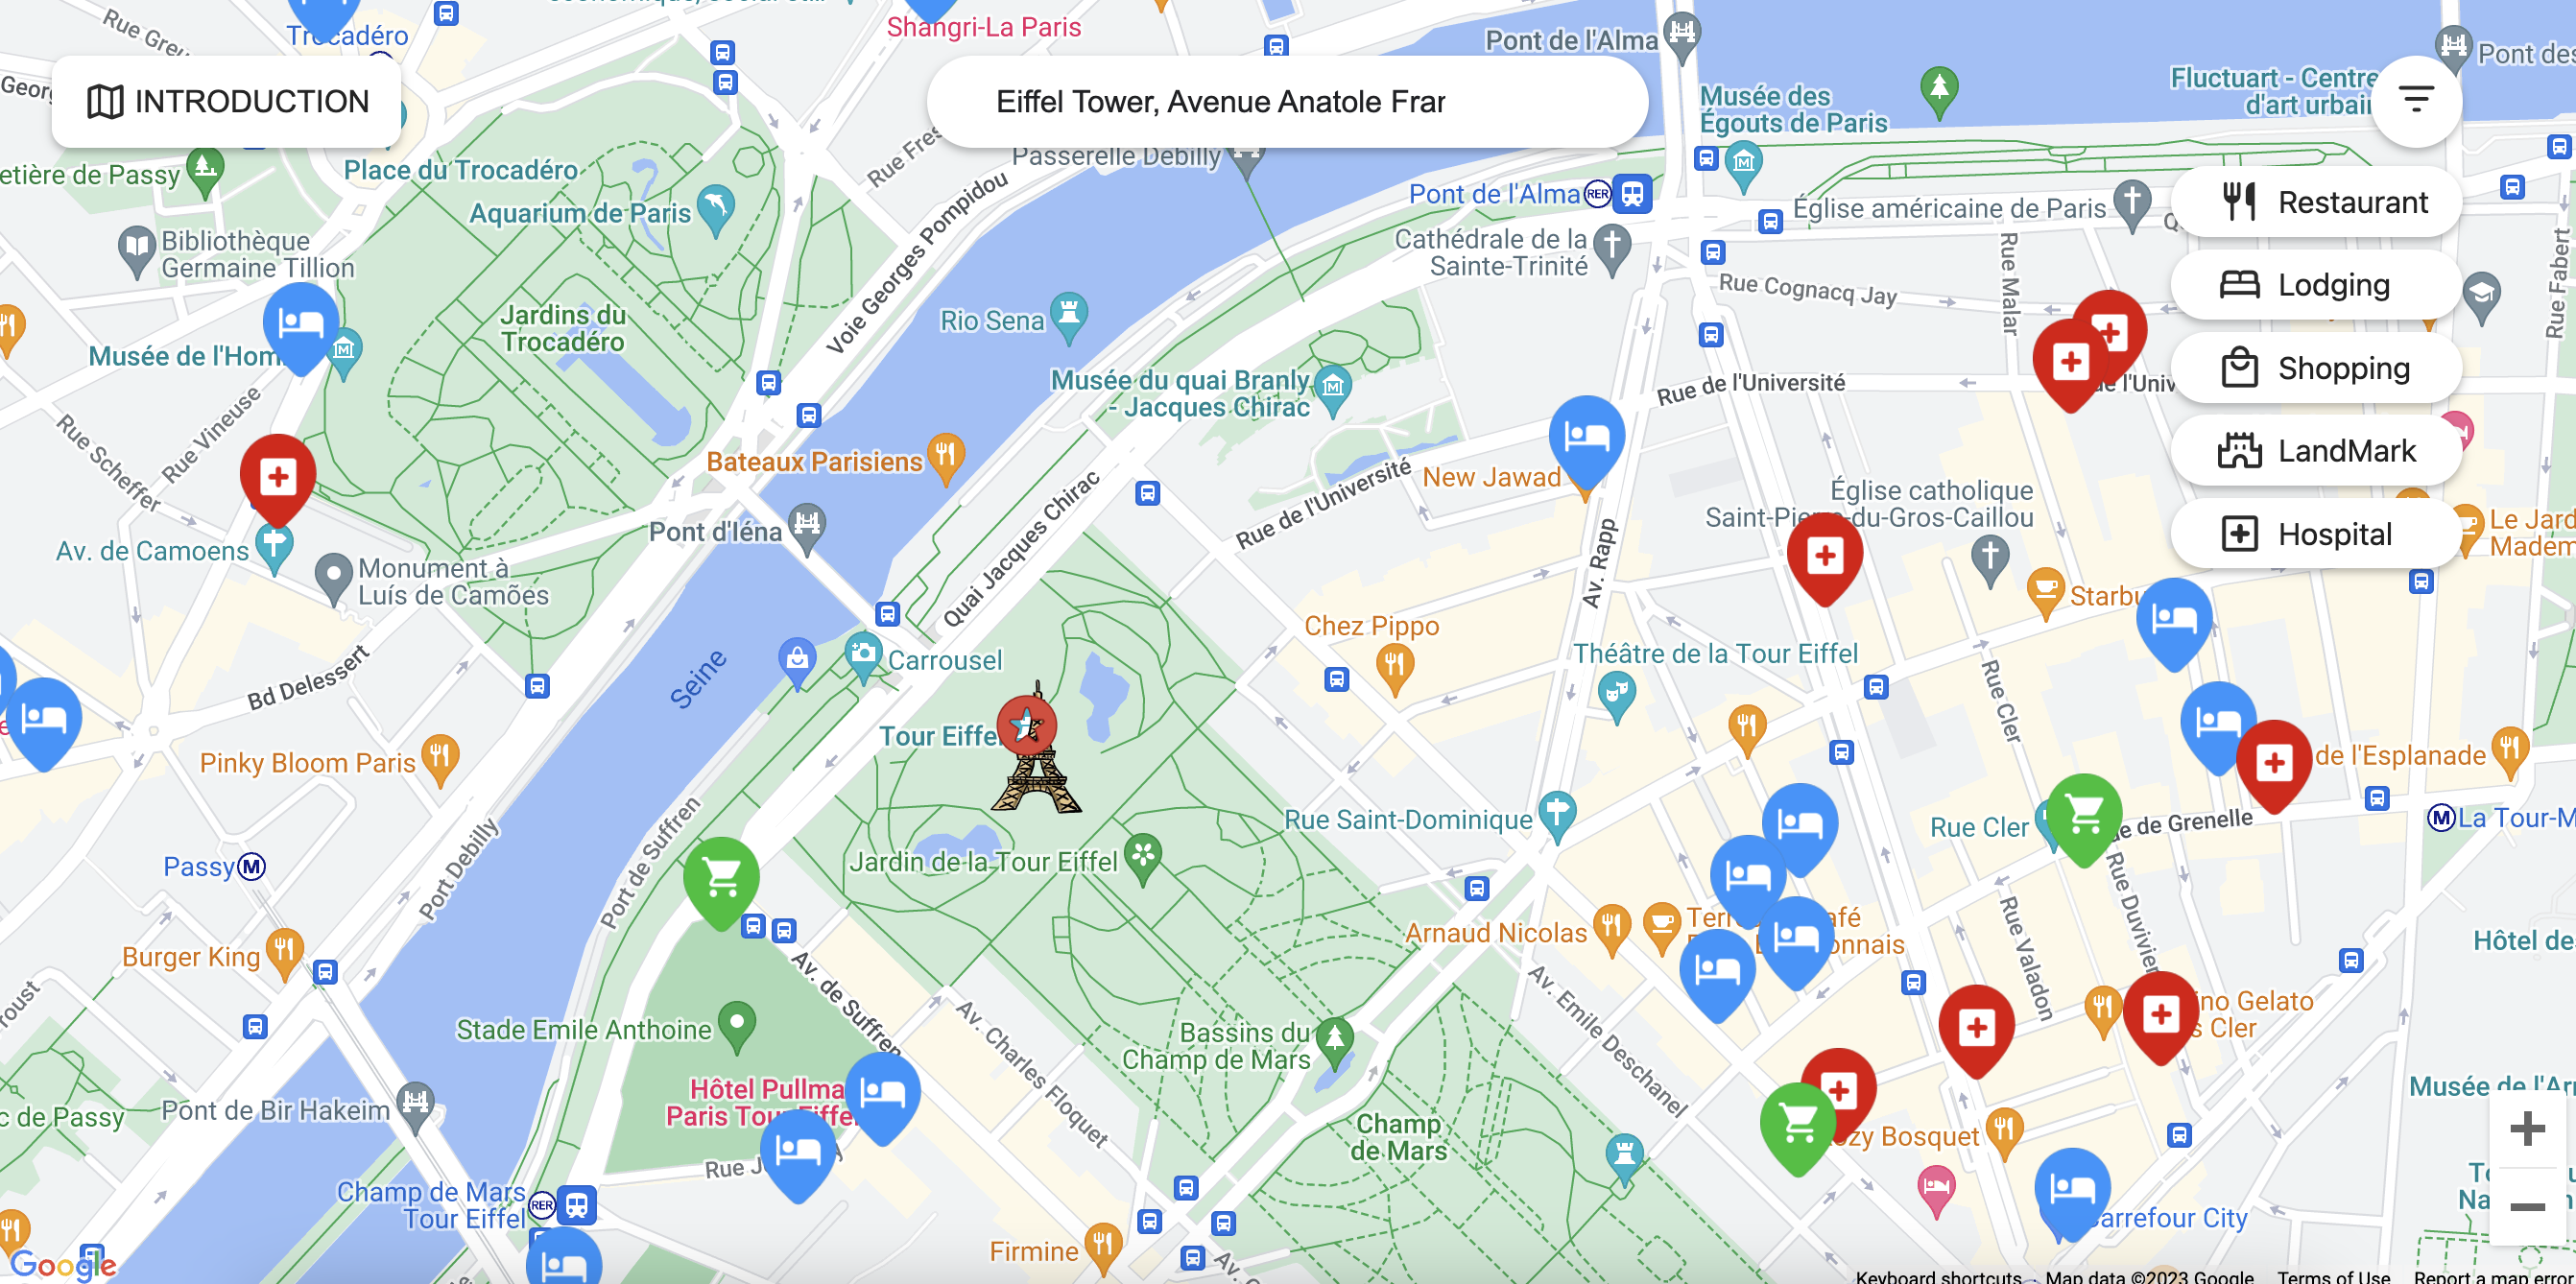 économique, social et...
Shangri-La Paris
Trocadéro
Rue Greu
Georg
INTRODUCTION
Eiffel Tower, Avenue Anatole Frar
Pont de l'Alma
Pont des
Fluctuart - Centre
d'art urbain
Musée des
Égouts de Paris
Rue Fres
Passerelle Debilly
etière de Passy
Place du Trocadéro
Aquarium de Paris
Pont de l'Alma
RER
Église américaine de Paris
Q
Restaurant
Bibliothèque
Germaine Tillion
Voie Georges Pompidou
Cathédrale de la
Sainte-Trinité
Rue Cognacq Jay
Rue Malar
Rue Fabert
Lodging
Jardins du
Trocadéro
Rio Sena
Musée de l'Hom
Musée du quai Branly
- Jacques Chirac
Rue de l'Université
de l'Univ
Shopping
Rue Vineuse
Rue Scheffer
Bateaux Parisiens
Quai Jacques Chirac
Rue de l'Université
New Jawad
LandMark
Église catholique
Saint-Pierre-du-Gros-Caillou
Pont d'Iéna
Av. Rapp
Hospital
Le Jard
Madem
Av. de Camoens
Monument à
Luís de Camões
Starbu
Chez Pippo
Carrousel
Théâtre de la Tour Eiffel
Seine
Bd Delessert
Rue Cler
Tour Eiffel
Pinky Bloom Paris
de l'Esplanade
Rue Saint-Dominique
Rue Cler
e de Grenelle
M
La Tour-M
Passy
M
Port Debilly
Port de Suffren
Jardin de la Tour Eiffel
Rue Duvivier
Burger King
Arnaud Nicolas
Terr
afé
onnais
Rue Valadon
Hôtel de
roust
Av. de Suffren
Stade Emile Anthoine
Av. Charles Floquet
Bassins du
Champ de Mars
Av. Emile Deschanel
ino Gelato
s Cler
Hôtel Pullma
Paris Tour Eiffel
Musée de l'Ar
c de Passy
Pont de Bir Hakeim
Champ
de Mars
ozy Bosquet
Rue J
y
Champ de Mars
Tour Eiffel
RER
Carrefour City
To
Na
Firmine
Av.
Google
Keyboard shortcuts
Map data ©2023 Google
Terms of Use
Report a map erro